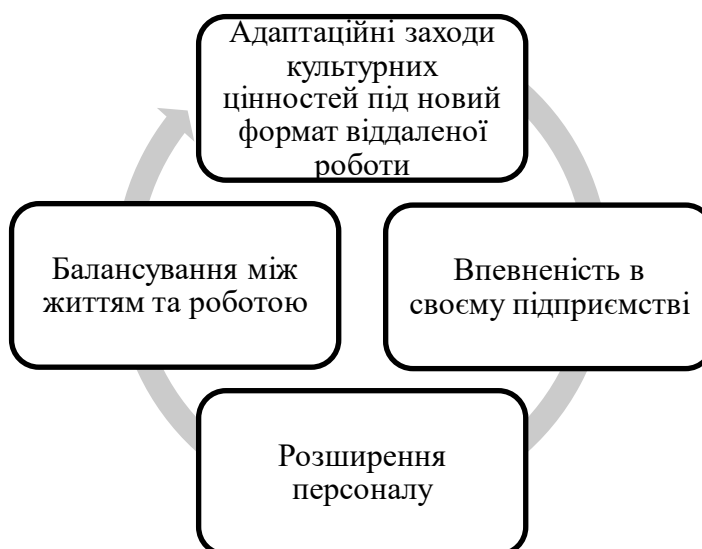 Адаптаційні заходи
культурних
цінностей під новий
формат віддаленої
роботи
Балансування між
життям та роботою
Впевненість в
своєму підприємстві
Розширення
персоналу